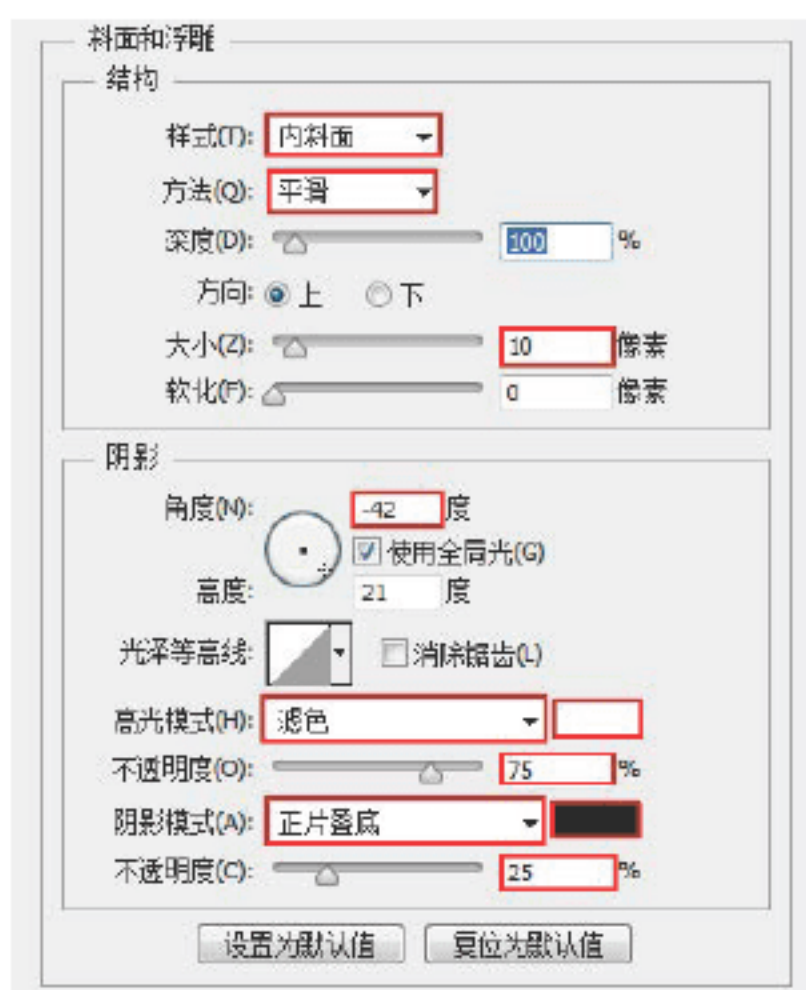 斜面和浮雕
结构
样式(T): 内斜面
方法(Q): 平滑
深度(D): 100 %
方向: 上 下
大小(Z): 10 像素
软化(F): 0 像素
阴影
角度(N): -42 度
使用全局光(G)
高度: 21 度
光泽等高线: 消除锯齿(L)
高光模式(H): 滤色
不透明度(O): 75 %
阴影模式(A): 正片叠底
不透明度(C): 25 %
设置为默认值 复位为默认值